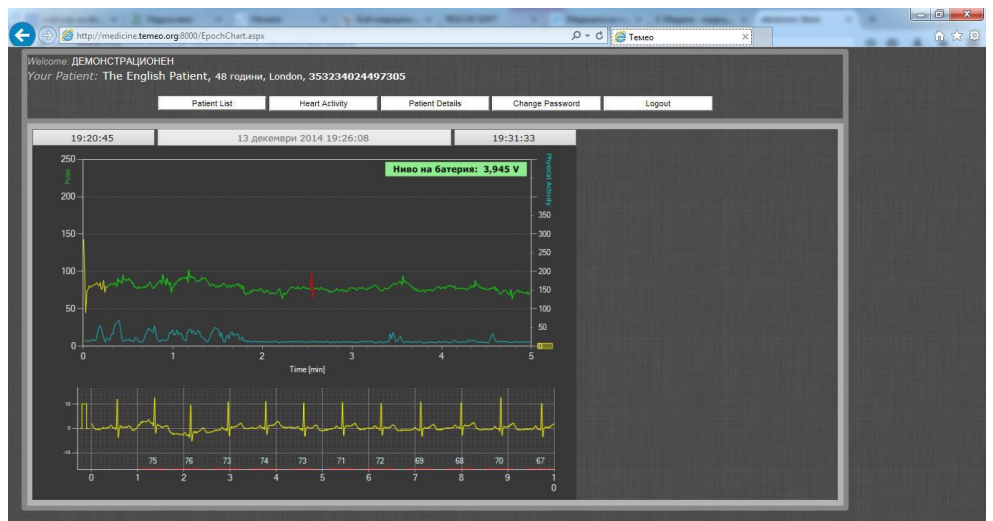 http://medicine.temeo.org:8000/EpochChart.aspx
Темео
Welcome: ДЕМОНСТРАЦИОНЕН
Your Patient: The English Patient, 48 години, London, 353234024497305
Patient List Heart Activity Patient Details Change Password Logout
19:20:45 13 декември 2014 19:26:08 19:31:33
Ниво на батерия: 3,945 V
Pulse
Physical Activity
250
200
150
100
50
0
350
300
250
200
150
100
50
0 1 2 3 4 5
Time [min]
10
0
-10
75 76 73 74 73 71 72 69 68 70 67
0 1 2 3 4 5 6 7 8 9 1
0